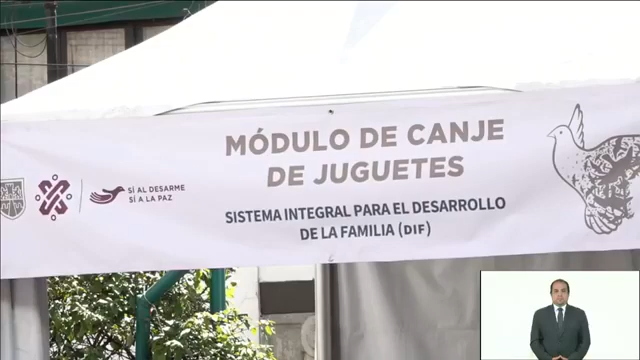 MÓDULO DE CANJE
DE JUGUETES
SÍ AL DESARME
SÍ A LA PAZ
SISTEMA INTEGRAL PARA EL DESARROLLO
DE LA FAMILIA (DIF)